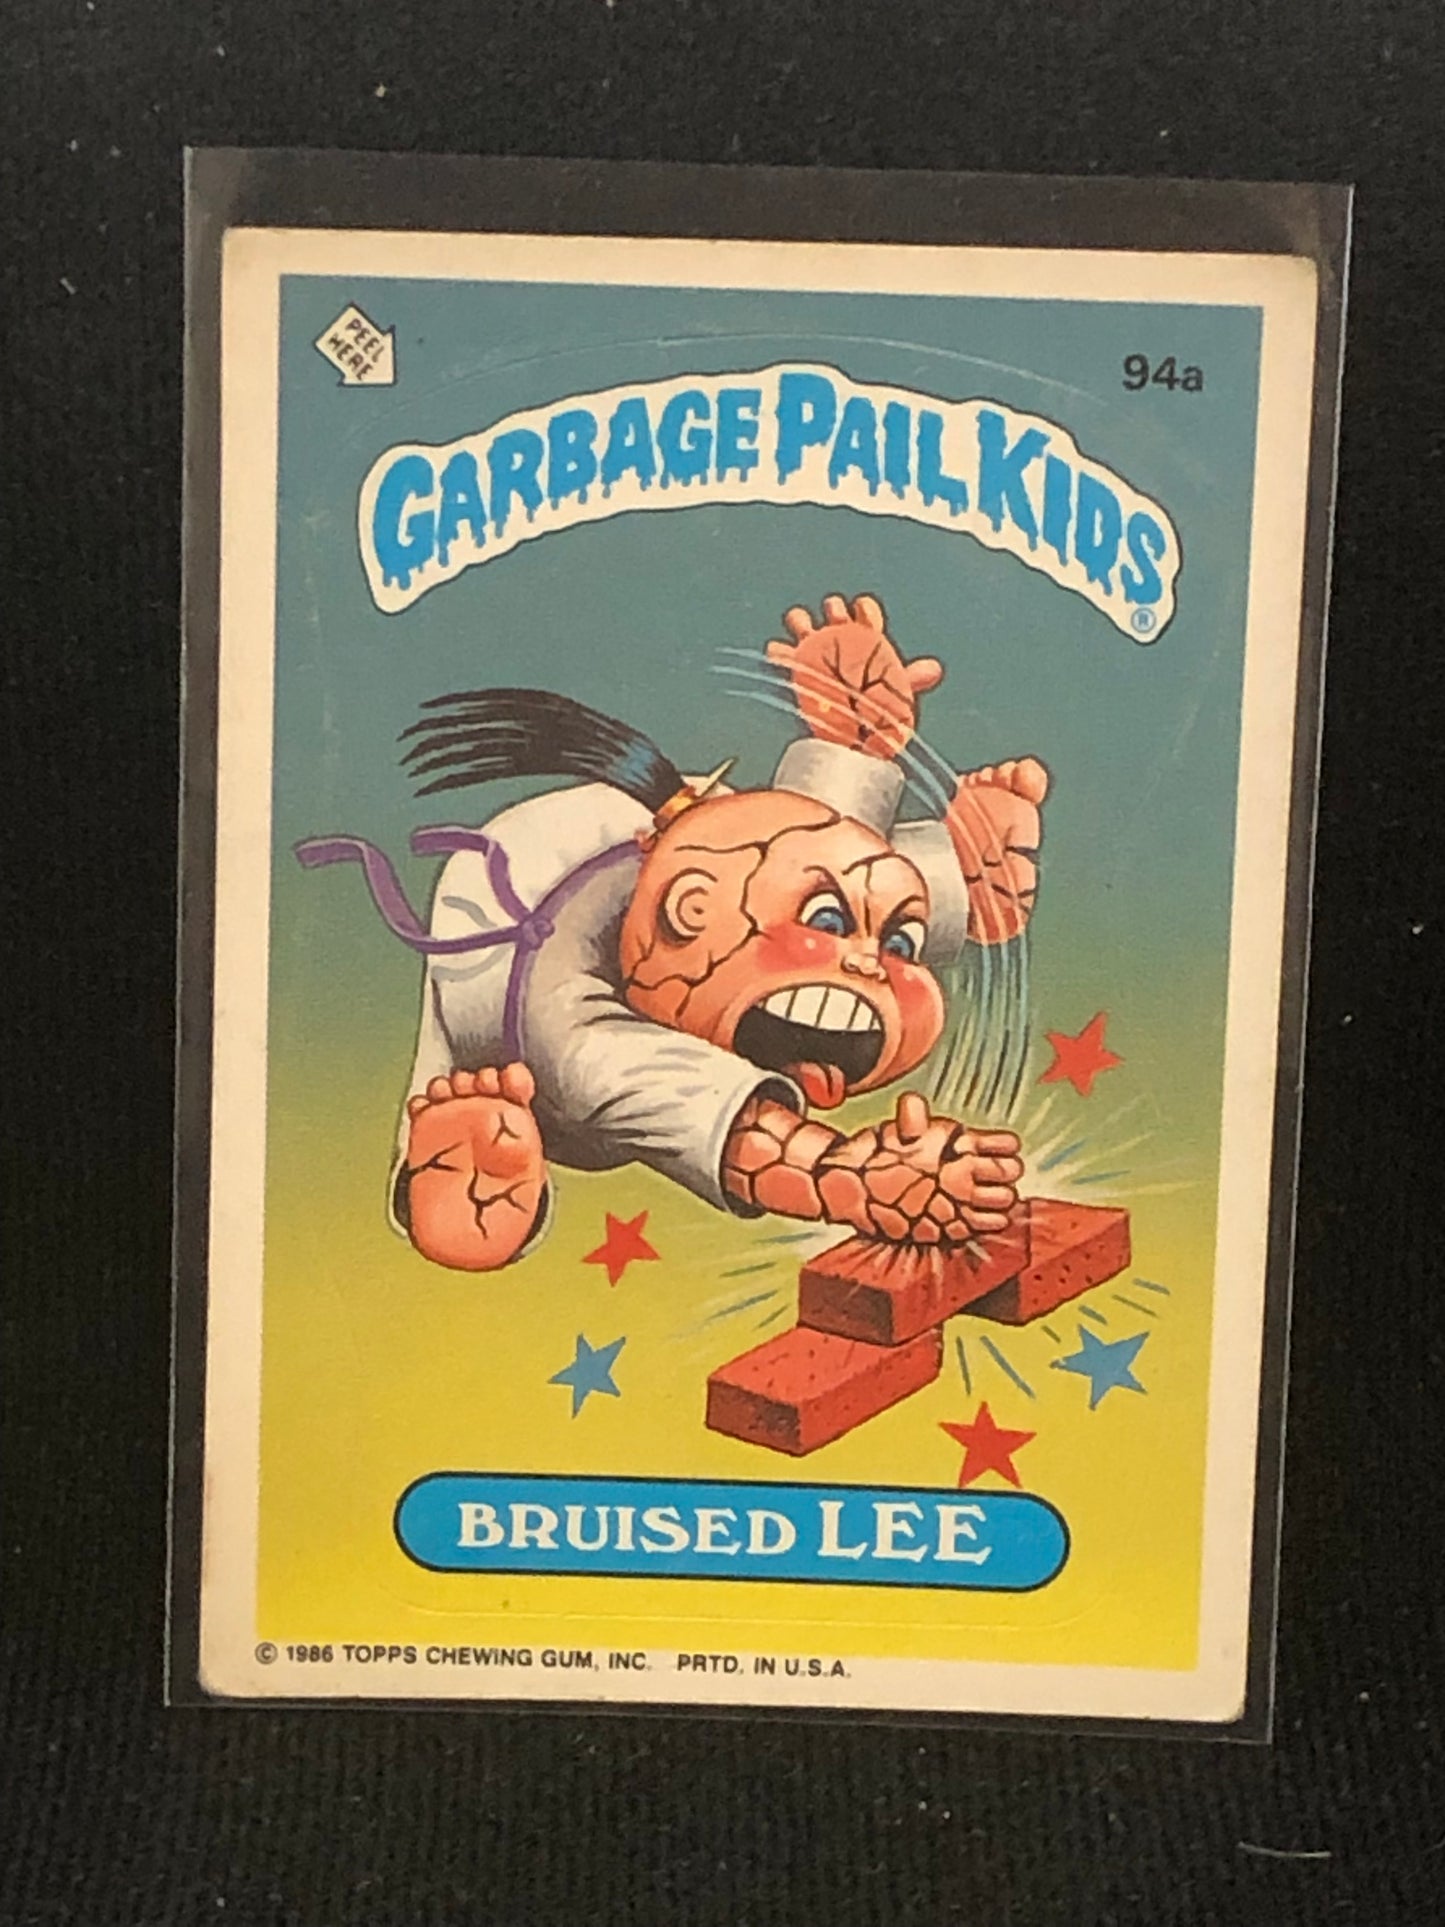 PEEL
HERE
94a
GARBAGE PAIL KIDS
®
BRUISED LEE
© 1986 TOPPS CHEWING GUM, INC. PRTD. IN U.S.A.